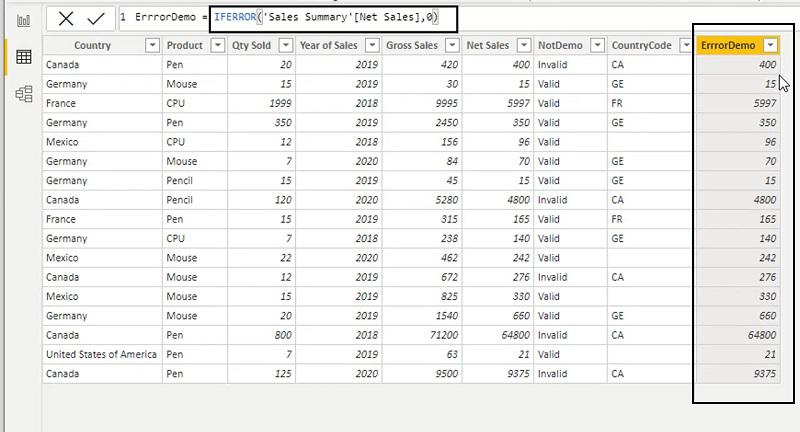 1 ErrrorDemo = IFERROR('Sales Summary'[Net Sales],0)
Country Product Qty Sold Year of Sales Gross Sales Net Sales NotDemo CountryCode ErrrorDemo
Canada Pen 20 2019 420 400 Invalid CA 400
Germany Mouse 15 2019 30 15 Valid GE 15
France CPU 1999 2018 9995 5997 Valid FR 5997
Germany Pen 350 2019 2450 350 Valid GE 350
Mexico CPU 12 2018 156 96 Valid 96
Germany Mouse 7 2020 84 70 Valid GE 70
Germany Pencil 15 2019 45 15 Valid GE 15
Canada Pencil 120 2020 5280 4800 Invalid CA 4800
France Pen 15 2019 315 165 Valid FR 165
Germany CPU 7 2018 238 140 Valid GE 140
Mexico Mouse 22 2020 462 242 Valid 242
Canada Mouse 12 2019 672 276 Invalid CA 276
Mexico Mouse 15 2019 825 330 Valid 330
Germany Mouse 20 2019 1540 660 Valid GE 660
Canada Pen 800 2018 71200 64800 Invalid CA 64800
United States of America Pen 7 2019 63 21 Valid 21
Canada Pen 125 2020 9500 9375 Invalid CA 9375